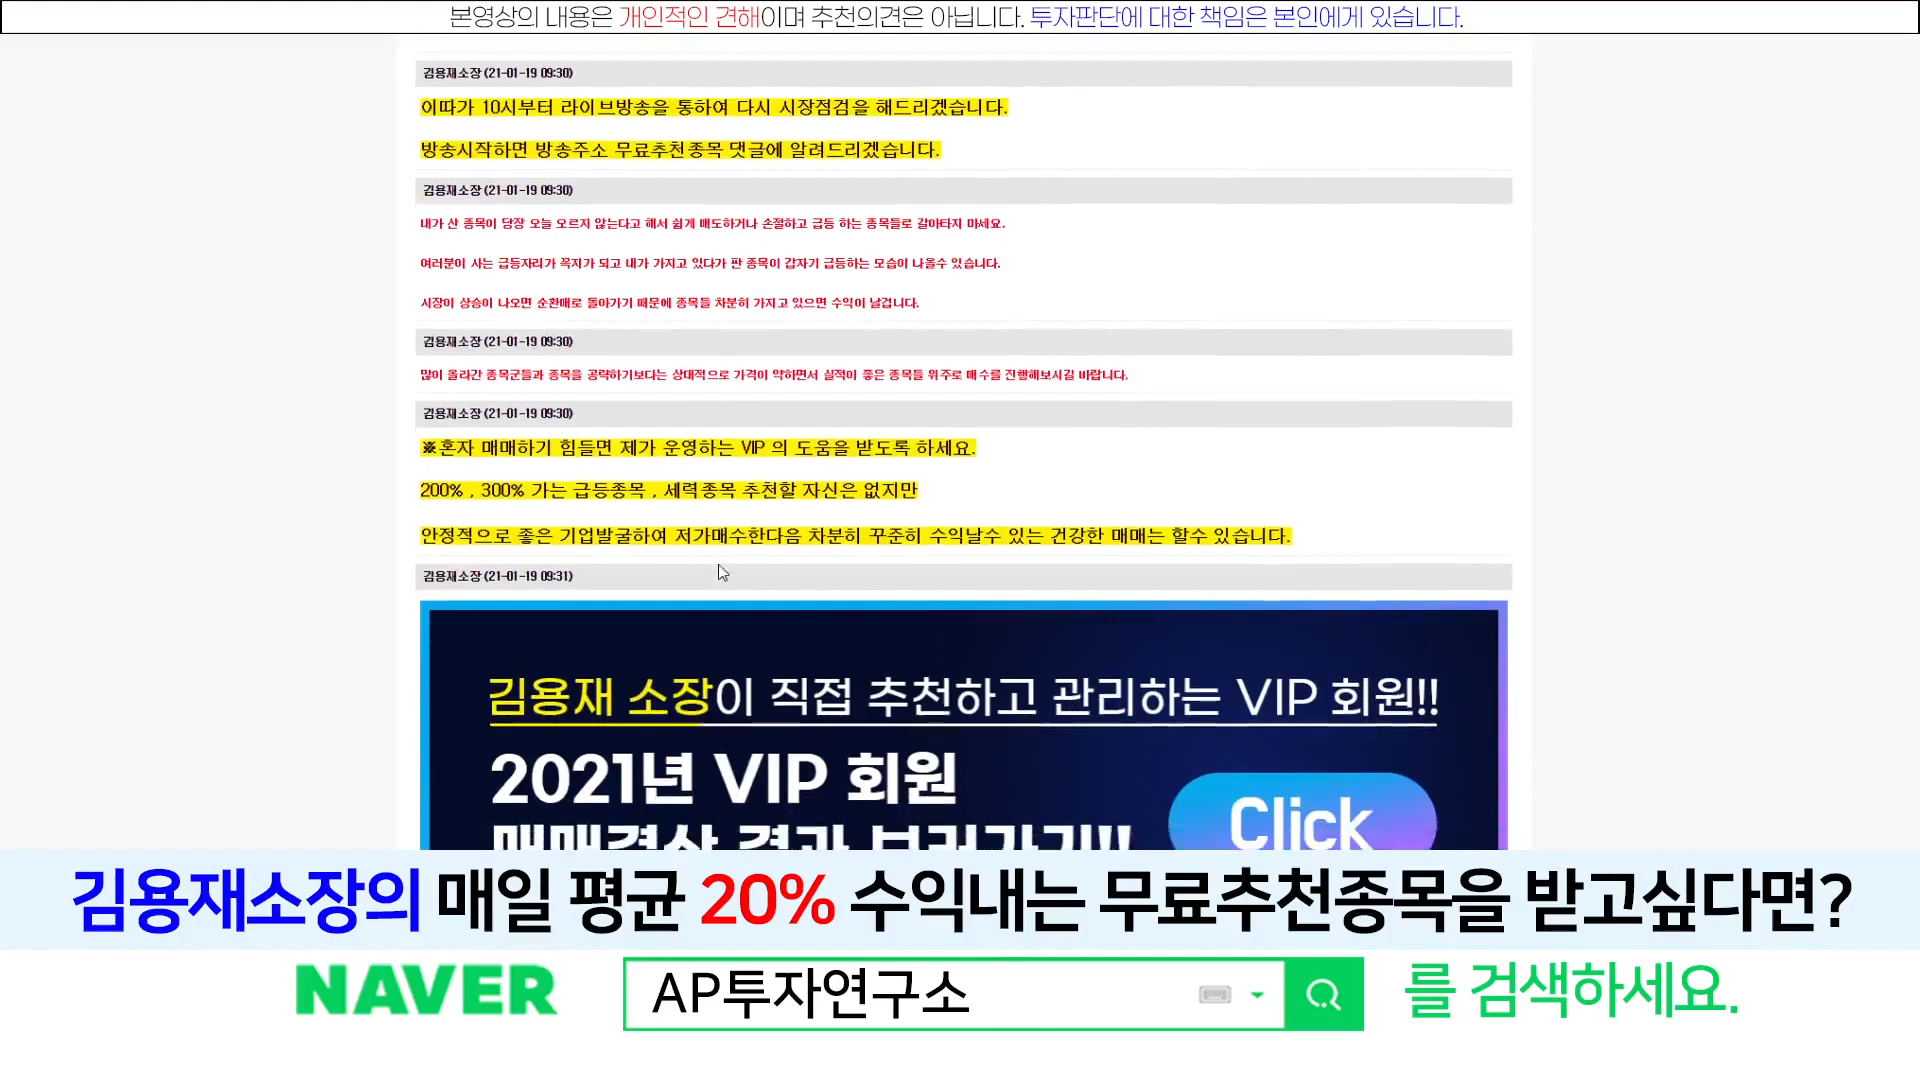 본영상의 내용은 개인적인 견해이며 추천의견은 아닙니다. 투자판단에 대한 책임은 본인에게 있습니다.
김용재소장 (21-01-19 09:30)
이따가 10시부터 라이브방송을 통하여 다시 시장점검을 해드리겠습니다.
방송시작하면 방송주소 무료추천종목 댓글에 알려드리겠습니다.
김용재소장 (21-01-19 09:30)
내가 산 종목이 당장 오늘 오르지 않는다고 해서 쉽게 매도하거나 손절하고 급등 하는 종목들로 갈아타지 마세요.
여러분이 사는 급등자리가 꼭지가 되고 내가 가지고 있다가 판 종목이 갑자기 급등하는 모습이 나올수 있습니다.
시장이 상승이 나오면 순환매로 돌아가기 때문에 종목들 차분히 가지고 있으면 수익이 날겁니다.
김용재소장 (21-01-19 09:30)
많이 올라간 종목군들과 종목을 공략하기보다는 상대적으로 가격이 약하면서 실적이 좋은 종목들 위주로 매수를 진행해보시길 바랍니다.
김용재소장 (21-01-19 09:30)
※혼자 매매하기 힘들면 제가 운영하는 VIP 의 도움을 받도록 하세요.
200% , 300% 가는 급등종목 , 세력종목 추천할 자신은 없지만
안정적으로 좋은 기업발굴하여 저가매수한다음 차분히 꾸준히 수익날수 있는 건강한 매매는 할수 있습니다.
김용재소장 (21-01-19 09:31)
김용재 소장이 직접 추천하고 관리하는 VIP 회원!!
2021년 VIP 회원
매매결산 결과 보러가기!!
Click
김용재소장의 매일 평균 20% 수익내는 무료추천종목을 받고싶다면?
NAVER AP투자연구소 를 검색하세요.